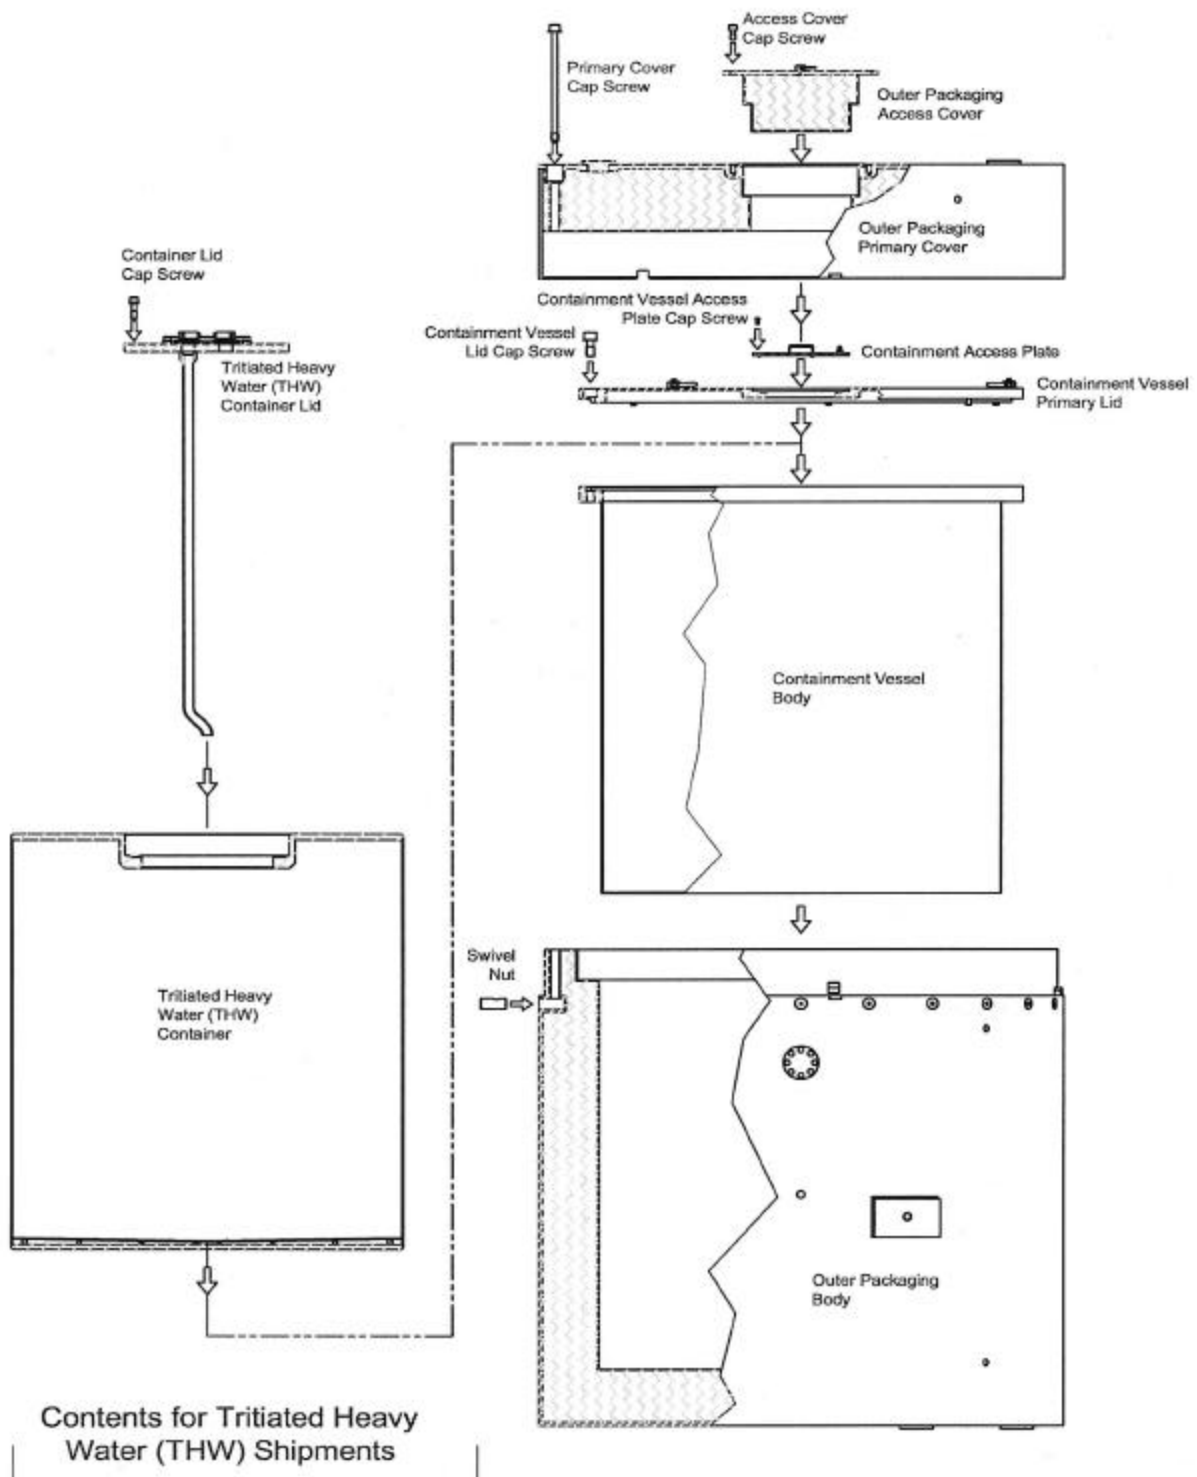 Access Cover
Cap Screw
Primary Cover
Cap Screw
Outer Packaging
Access Cover
Outer Packaging
Primary Cover
Container Lid
Cap Screw
Containment Vessel Access
Plate Cap Screw
Containment Vessel
Lid Cap Screw
Containment Access Plate
Tritiated Heavy
Water (THW)
Container Lid
Containment Vessel
Primary Lid
Containment Vessel
Body
Swivel
Nut
Tritiated Heavy
Water (THW)
Container
Outer Packaging
Body
Contents for Tritiated Heavy
Water (THW) Shipments